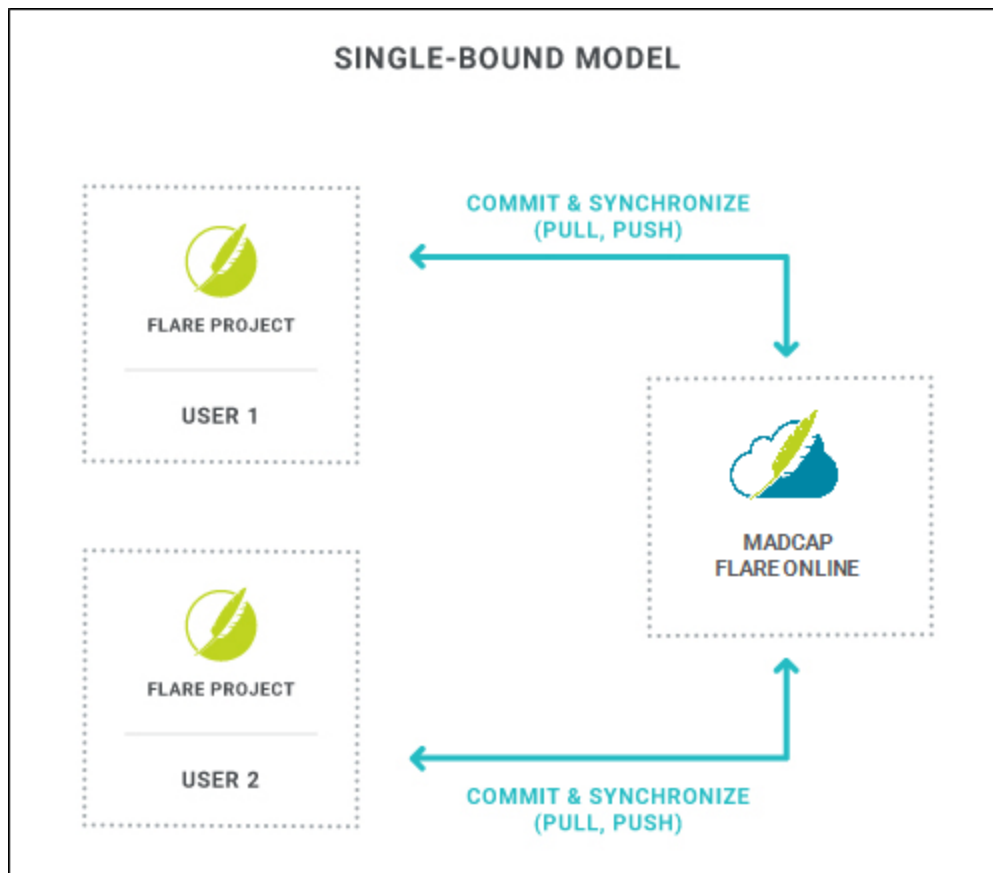 SINGLE-BOUND MODEL
COMMIT & SYNCHRONIZE
(PULL, PUSH)
FLARE PROJECT
USER 1
MADCAP
FLARE ONLINE
FLARE PROJECT
USER 2
COMMIT & SYNCHRONIZE
(PULL, PUSH)